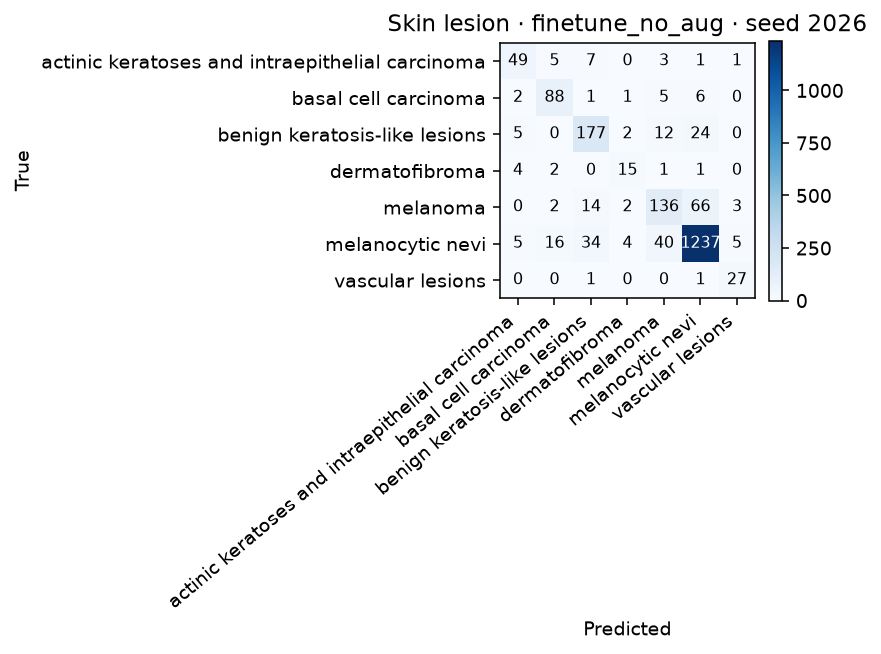 Skin lesion · finetune_no_aug · seed 2026
True
actinic keratoses and intraepithelial carcinoma 49 5 7 0 3 1 1
basal cell carcinoma 2 88 1 1 5 6 0
benign keratosis-like lesions 5 0 177 2 12 24 0
dermatofibroma 4 2 0 15 1 1 0
melanoma 0 2 14 2 136 66 3
melanocytic nevi 5 16 34 4 40 1237 5
vascular lesions 0 0 1 0 0 1 27
1000
750
500
250
0
actinic keratoses and intraepithelial carcinoma
basal cell carcinoma
benign keratosis-like lesions
dermatofibroma
melanoma
melanocytic nevi
vascular lesions
Predicted